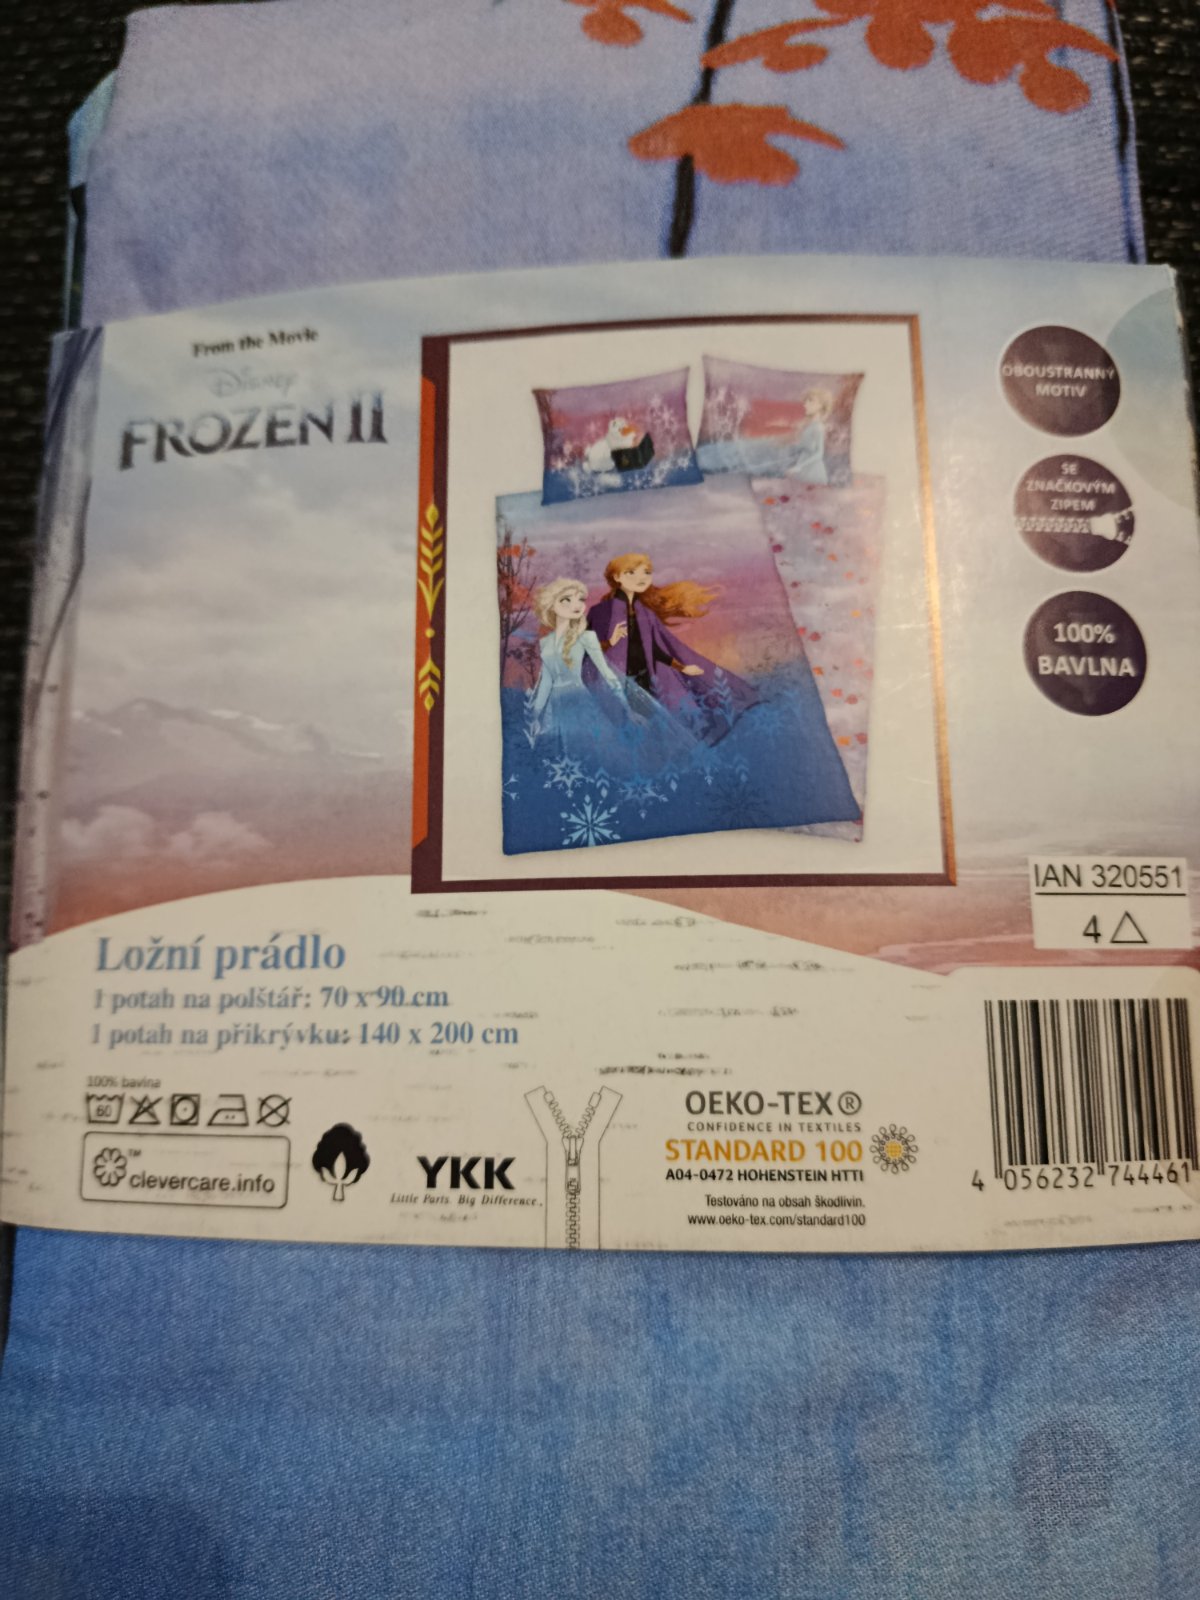 From the Movie
Disney
FROZEN II
OBOUSTRANNÝ
MOTIV
SE
ZNAČKOVÝM
ZIPEM
100%
BAVLNA
IAN 320551
4
Ložní prádlo
1 potah na polštář: 70 x 90 cm
1 potah na přikrývku: 140 x 200 cm
100% bavlna
60
clevercare.info
TM
YKK
Little Parts. Big Difference.
OEKO-TEX®
CONFIDENCE IN TEXTILES
STANDARD 100
A04-0472 HOHENSTEIN HTTI
Testováno na obsah škodlivin.
www.oeko-tex.com/standard100
4 056232 744461